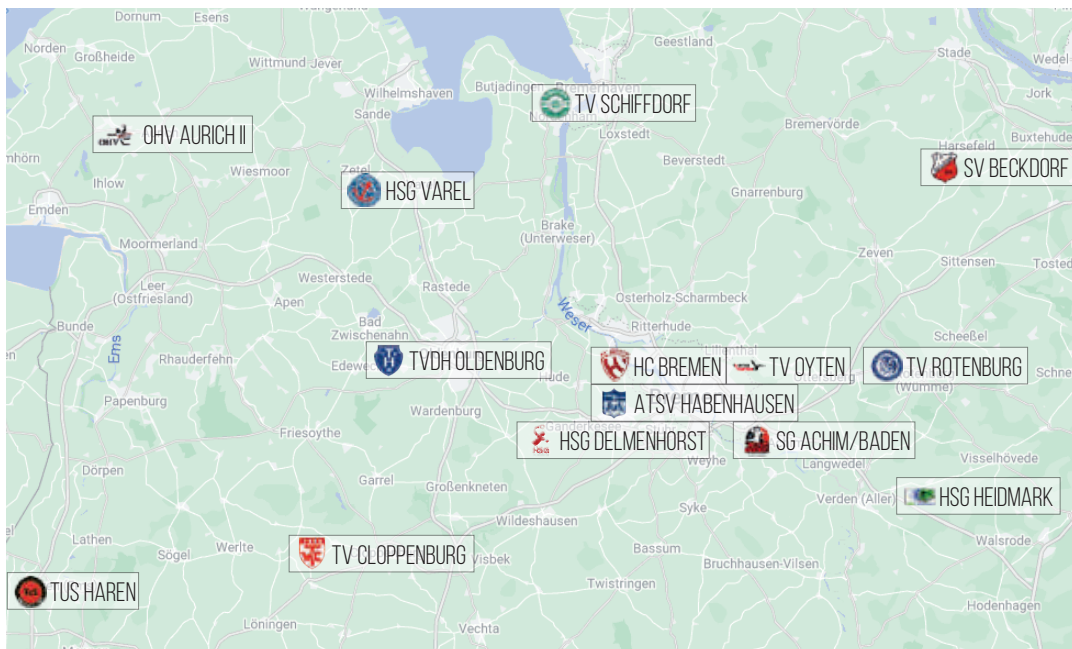 Dornum
Esens
Norden
Großheide
Wittmund
Jever
Wilhelmshaven
Sande
Butjadingen
Bremerhaven
Geestland
Stade
Wedel
Jork
TV SCHIFFDORF
Loxstedt
Bremervörde
Buxtehude
Harsefeld
OHV AURICH II
Ihlow
Wiesmoor
Zetel
HSG VAREL
Beverstedt
Gnarrenburg
SV BECKDORF
Emden
Moormerland
Brake
(Unterweser)
Zeven
Sittensen
Leer
(Ostfriesland)
Westerstede
Apen
Rastede
Weser
Osterholz-Scharmbeck
Ritterhude
Bunde
Ems
Rhauderfehn
Bad
Zwischenahn
Scheeßel
TVDH OLDENBURG
HC BREMEN
TV OYTEN
TV ROTENBURG
Lilienthal
Ottersberg
(Wümme)
Hude
Papenburg
Wardenburg
ATSV HABENHAUSEN
Friesoythe
Ganderkesee
Stuhr
HSG DELMENHORST
SG ACHIM/BADEN
Weyhe
Langwedel
Visselhövede
Dörpen
Garrel
Großenkneten
Syke
Verden (Aller)
HSG HEIDMARK
Wildeshausen
Lathen
Sögel
Werlte
TV CLOPPENBURG
Visbek
Bassum
Bruchhausen-Vilsen
Walsrode
TUS HAREN
Twistringen
Hodenhagen
Löningen
Vechta